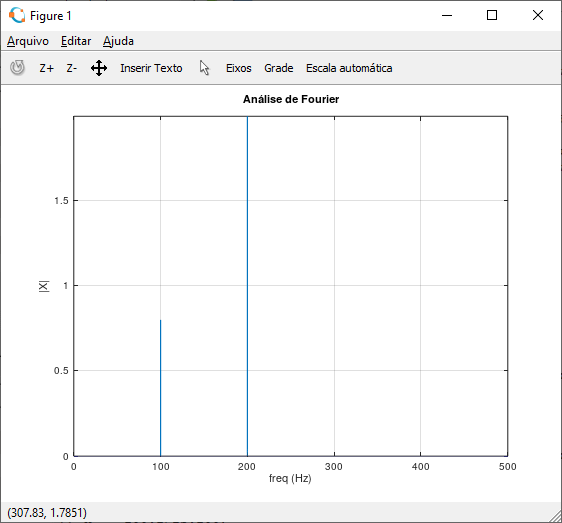 Figure 1
Arquivo Editar Ajuda
Z+ Z- Inserir Texto Eixos Grade Escala automática
Análise de Fourier
1.5
1
0.5
0
|X|
0 100 200 300 400 500
freq (Hz)
(307.83, 1.7851)